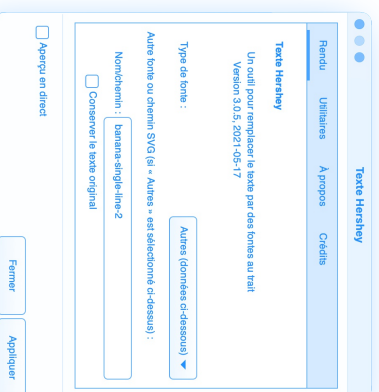 Texte Hershey
Rendu Utilitaires À propos Crédits
Texte Hershey
Un outil pour remplacer le texte par des fontes au trait
Version 3.0.5, 2021-05-17
Type de fonte : Autres (données ci-dessous)
Autre fonte ou chemin SVG (si « Autres » est sélectionné ci-dessus) :
Nom/chemin : banana-single-line-2
Conserver le texte original
Aperçu en direct
Fermer Appliquer